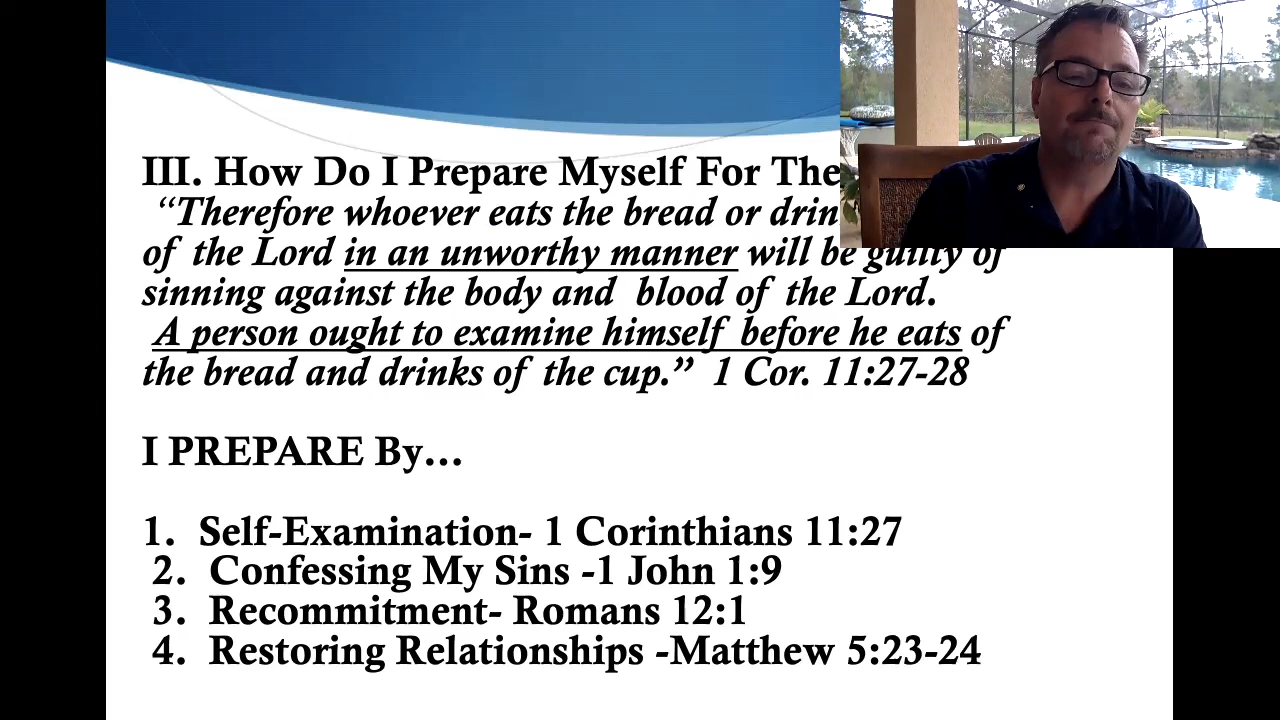 III. How Do I Prepare Myself For The
“Therefore whoever eats the bread or
of the Lord in an unworthy manner will be guilty of
sinning against the body and blood of the Lord.
A person ought to examine himself before he eats of
the bread and drinks of the cup.” 1 Cor. 11:27-28
I PREPARE By…
1. Self-Examination- 1 Corinthians 11:27
2. Confessing My Sins -1 John 1:9
3. Recommitment- Romans 12:1
4. Restoring Relationships -Matthew 5:23-24